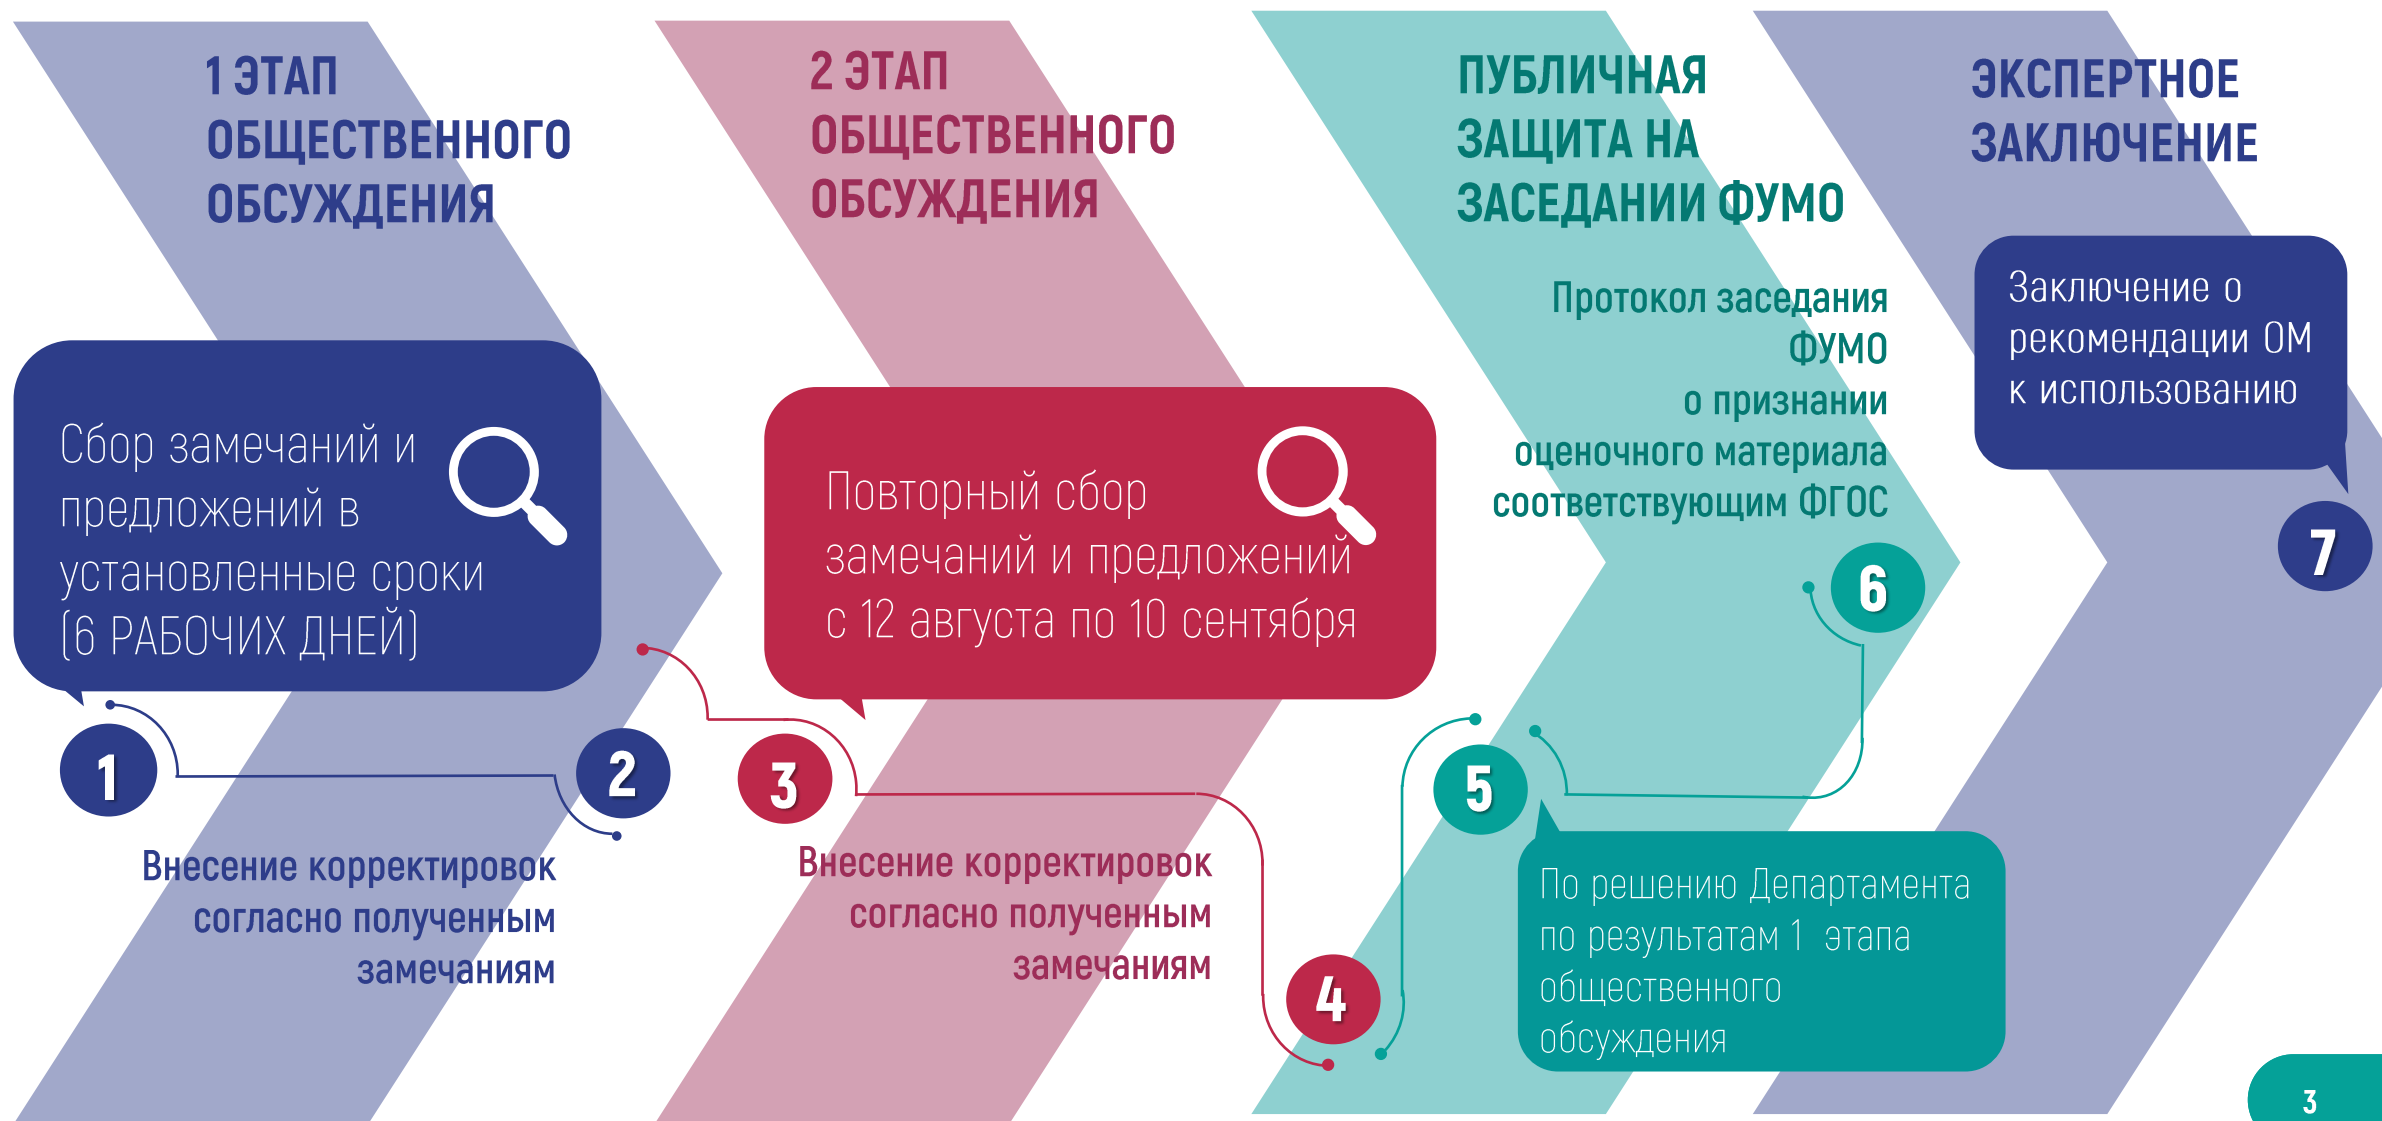 1 ЭТАП
ОБЩЕСТВЕННОГО
ОБСУЖДЕНИЯ
Сбор замечаний и
предложений в
установленные сроки
(6 РАБОЧИХ ДНЕЙ)
1
2
Внесение корректировок
согласно полученным
замечаниям
2 ЭТАП
ОБЩЕСТВЕННОГО
ОБСУЖДЕНИЯ
Повторный сбор
замечаний и предложений
с 12 августа по 10 сентября
3
Внесение корректировок
согласно полученным
замечаниям
4
ПУБЛИЧНАЯ
ЗАЩИТА НА
ЗАСЕДАНИИ ФУМО
Протокол заседания
ФУМО
о признании
оценочного материала
соответствующим ФГОС
6
5
По решению Департамента
по результатам 1  этапа
общественного
обсуждения
ЭКСПЕРТНОЕ
ЗАКЛЮЧЕНИЕ
Заключение о
рекомендации ОМ
к использованию
7
3